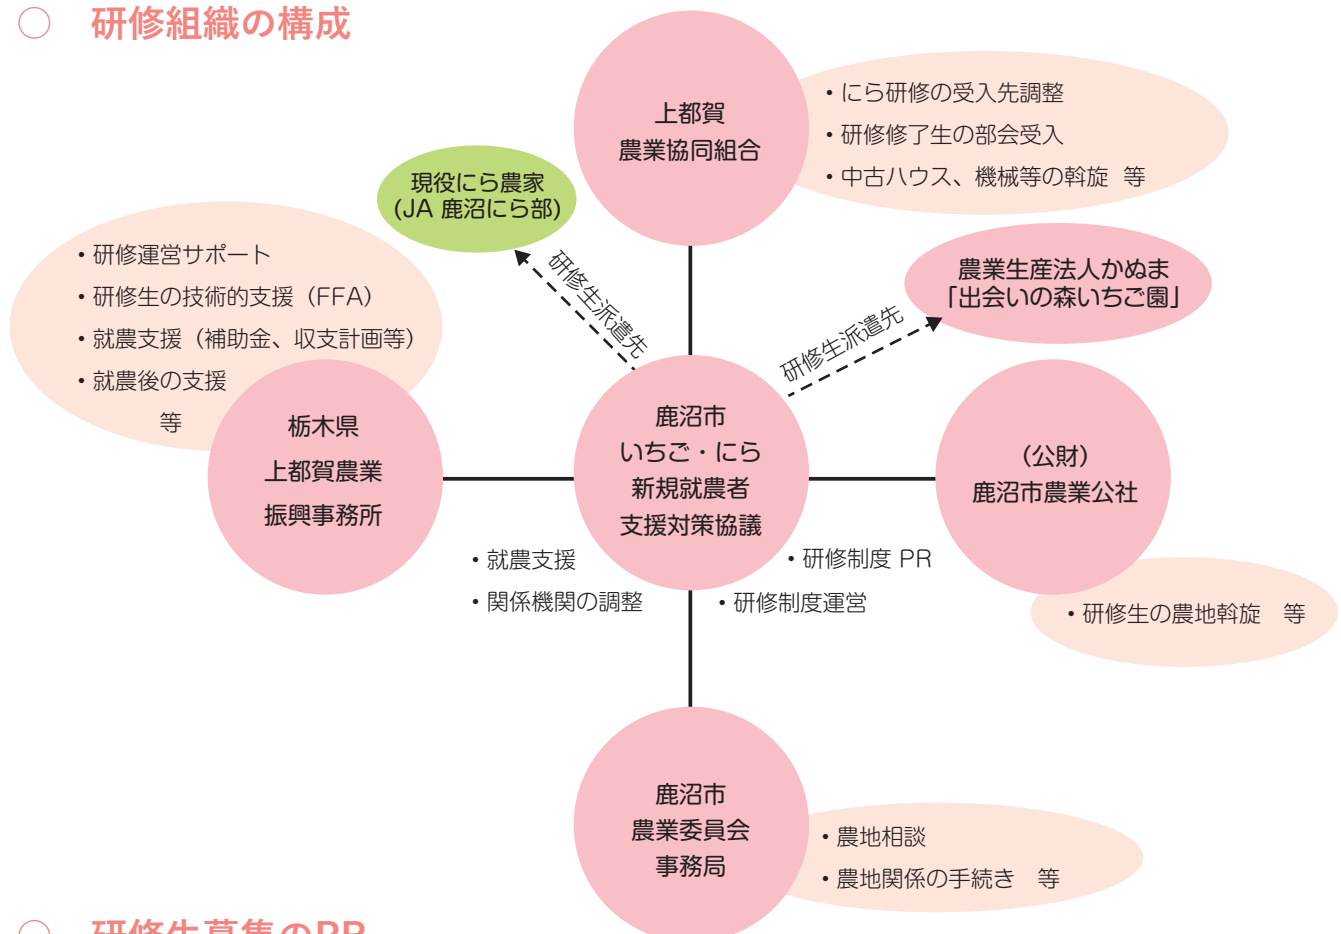 ○ 研修組織の構成
上都賀
農業協同組合
・にら研修の受入先調整
・研修修了生の部会受入
・中古ハウス、機械等の斡旋 等
現役にら農家
(JA 鹿沼にら部)
研修生派遣先
農業生産法人かぬま
「出会いの森いちご園」
研修生派遣先
・研修運営サポート
・研修生の技術的支援（FFA）
・就農支援（補助金、収支計画等）
・就農後の支援
等
栃木県
上都賀農業
振興事務所
鹿沼市
いちご・にら
新規就農者
支援対策協議
（公財）
鹿沼市農業公社
・就農支援
・関係機関の調整
・研修制度 PR
・研修制度運営
・研修生の農地斡旋　等
鹿沼市
農業委員会
事務局
・農地相談
・農地関係の手続き　等
○ 研修生募集のPR